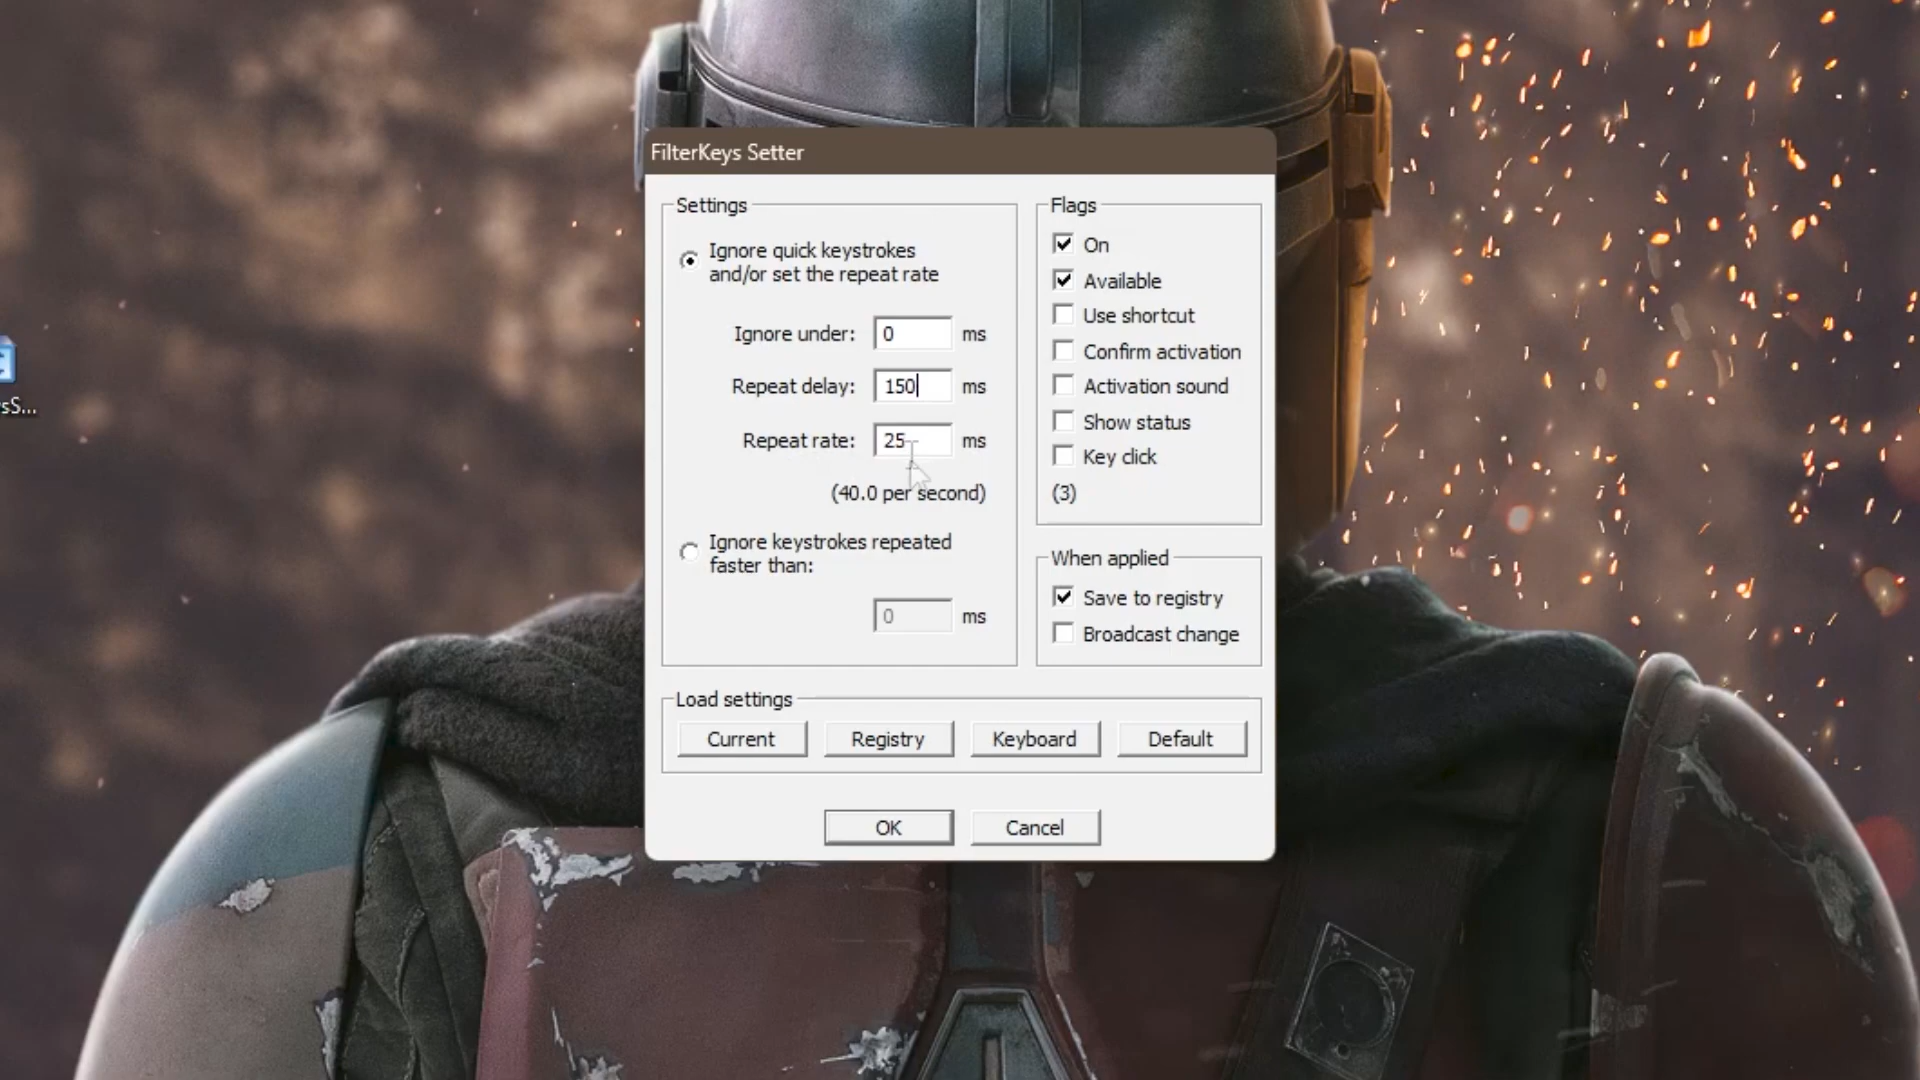 FilterKeys Setter
Settings
Ignore quick keystrokes
and/or set the repeat rate
Ignore under: 0 ms
Repeat delay: 150 ms
Repeat rate: 25 ms
(40.0 per second)
Ignore keystrokes repeated
faster than:
0 ms
Flags
On
Available
Use shortcut
Confirm activation
Activation sound
Show status
Key click
(3)
When applied
Save to registry
Broadcast change
Load settings
Current Registry Keyboard Default
OK Cancel
sS...